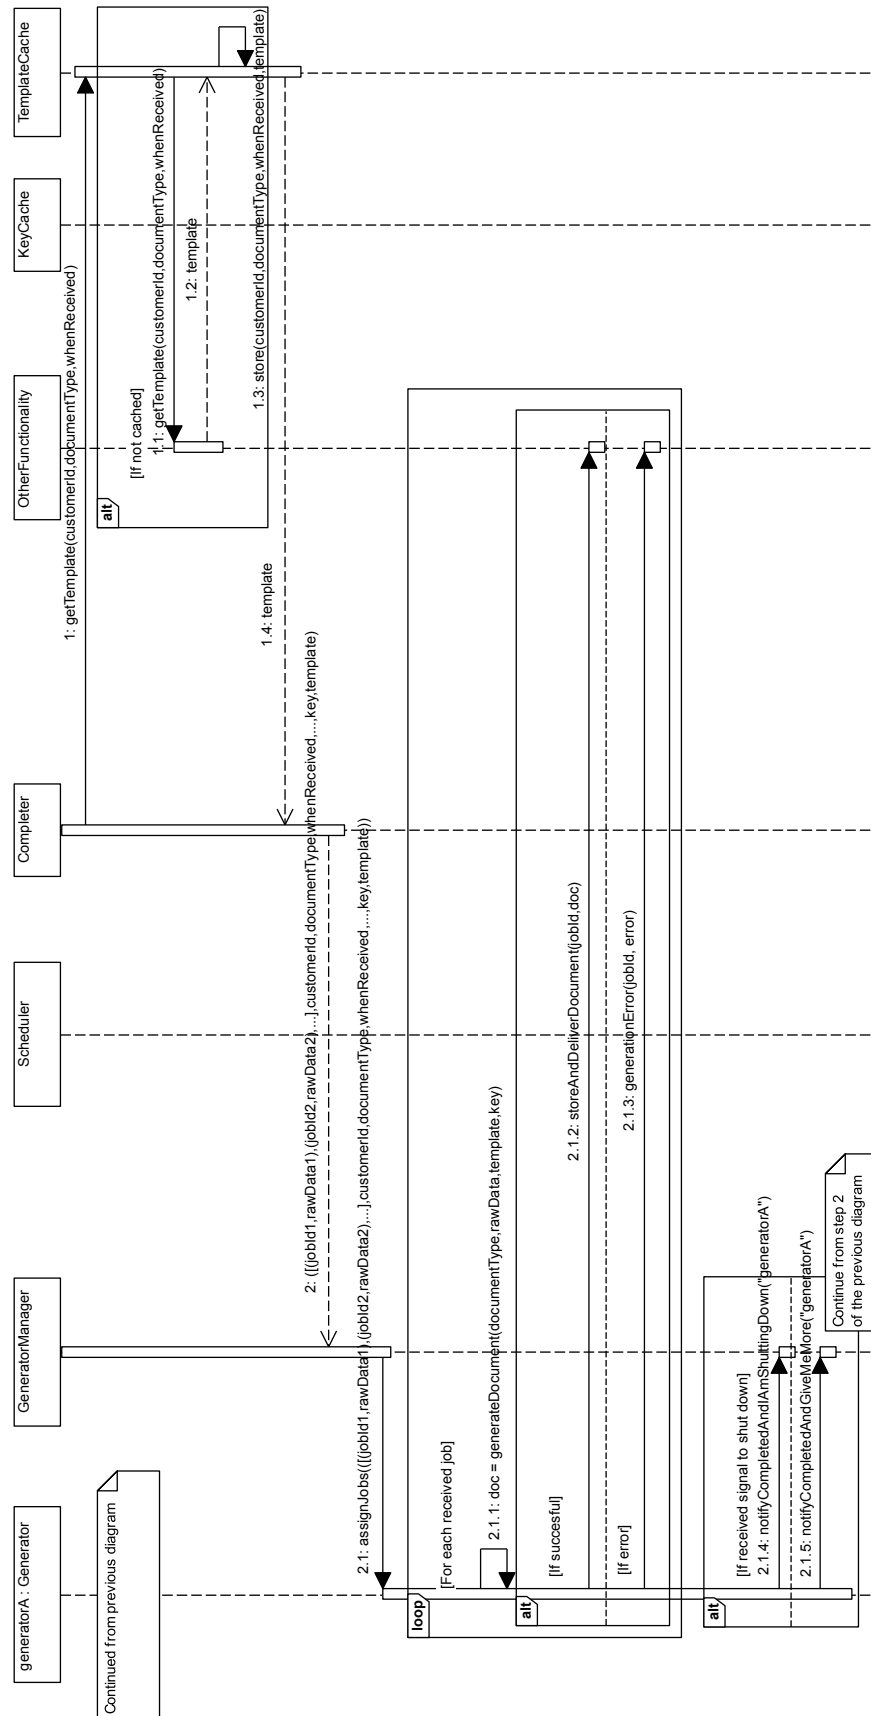 Continued from previous diagram
generatorA : Generator
GeneratorManager
Scheduler
Completer
OtherFunctionality
KeyCache
TemplateCache
1: getTemplate(customerId,documentType,whenReceived)
alt
[If not cached]
1.1: getTemplate(customerId,documentType,whenReceived)
1.2: template
1.3: store(customerId,documentType,whenReceived,template)
1.4: template
2: ([(jobId1,rawData1),(jobId2,rawData2),...],customerId,documentType,whenReceived,...,key,template)
2.1: assignJobs(([(jobId1,rawData1),(jobId2,rawData2),...],customerId,documentType,whenReceived,...,key,template))
loop
[For each received job]
2.1.1: doc = generateDocument(documentType,rawData,template,key)
alt
[If succesful]
2.1.2: storeAndDeliverDocument(jobId,doc)
[If error]
2.1.3: generationError(jobId, error)
alt
[If received signal to shut down]
2.1.4: notifyCompletedAndIAmShuttingDown("generatorA")
2.1.5: notifyCompletedAndGiveMeMore("generatorA")
Continue from step 2
of the previous diagram